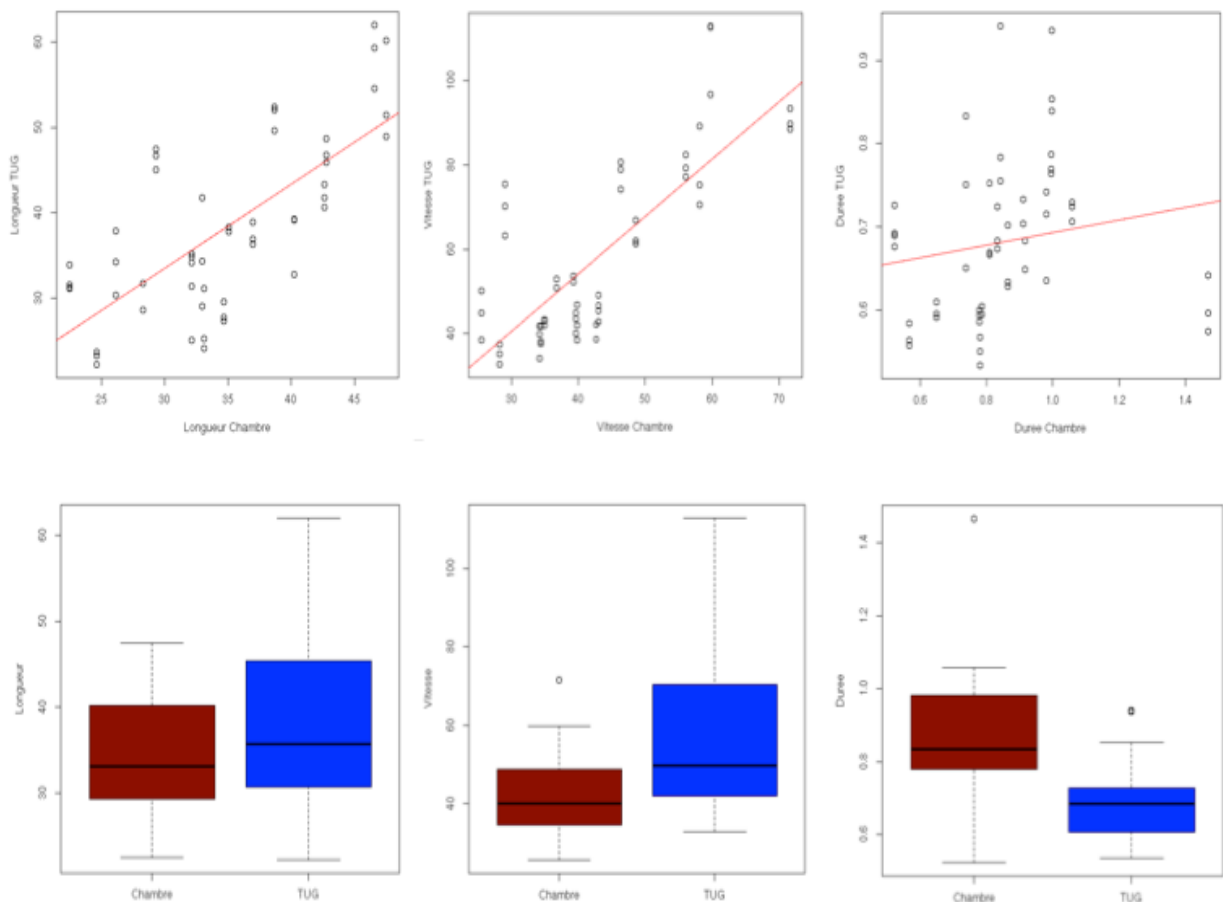 Longueur TUG
60
50
40
30
25 30 35 40 45
Longueur Chambre
Vitesse TUG
100
80
60
40
30 40 50 60 70
Vitesse Chambre
Duree TUG
0.9
0.8
0.7
0.6
0.6 0.8 1.0 1.2 1.4
Duree Chambre
Longueur
60
50
40
30
Chambre TUG
Vitesse
100
80
60
40
Chambre TUG
Duree
1.4
1.2
1.0
0.8
0.6
Chambre TUG